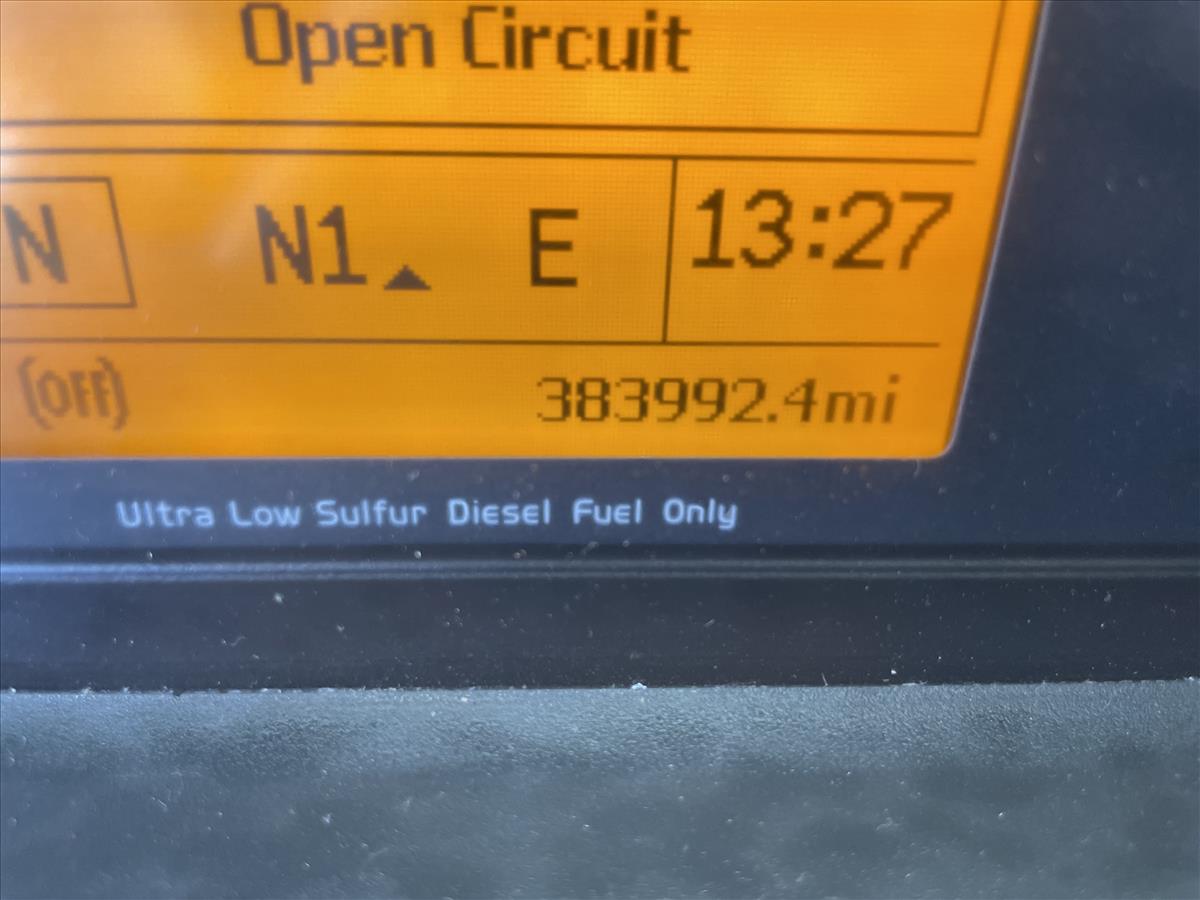 Open Circuit
N N1 E 13:27
(OFF) 383992.4mi
Ultra Low Sulfur Diesel Fuel Only